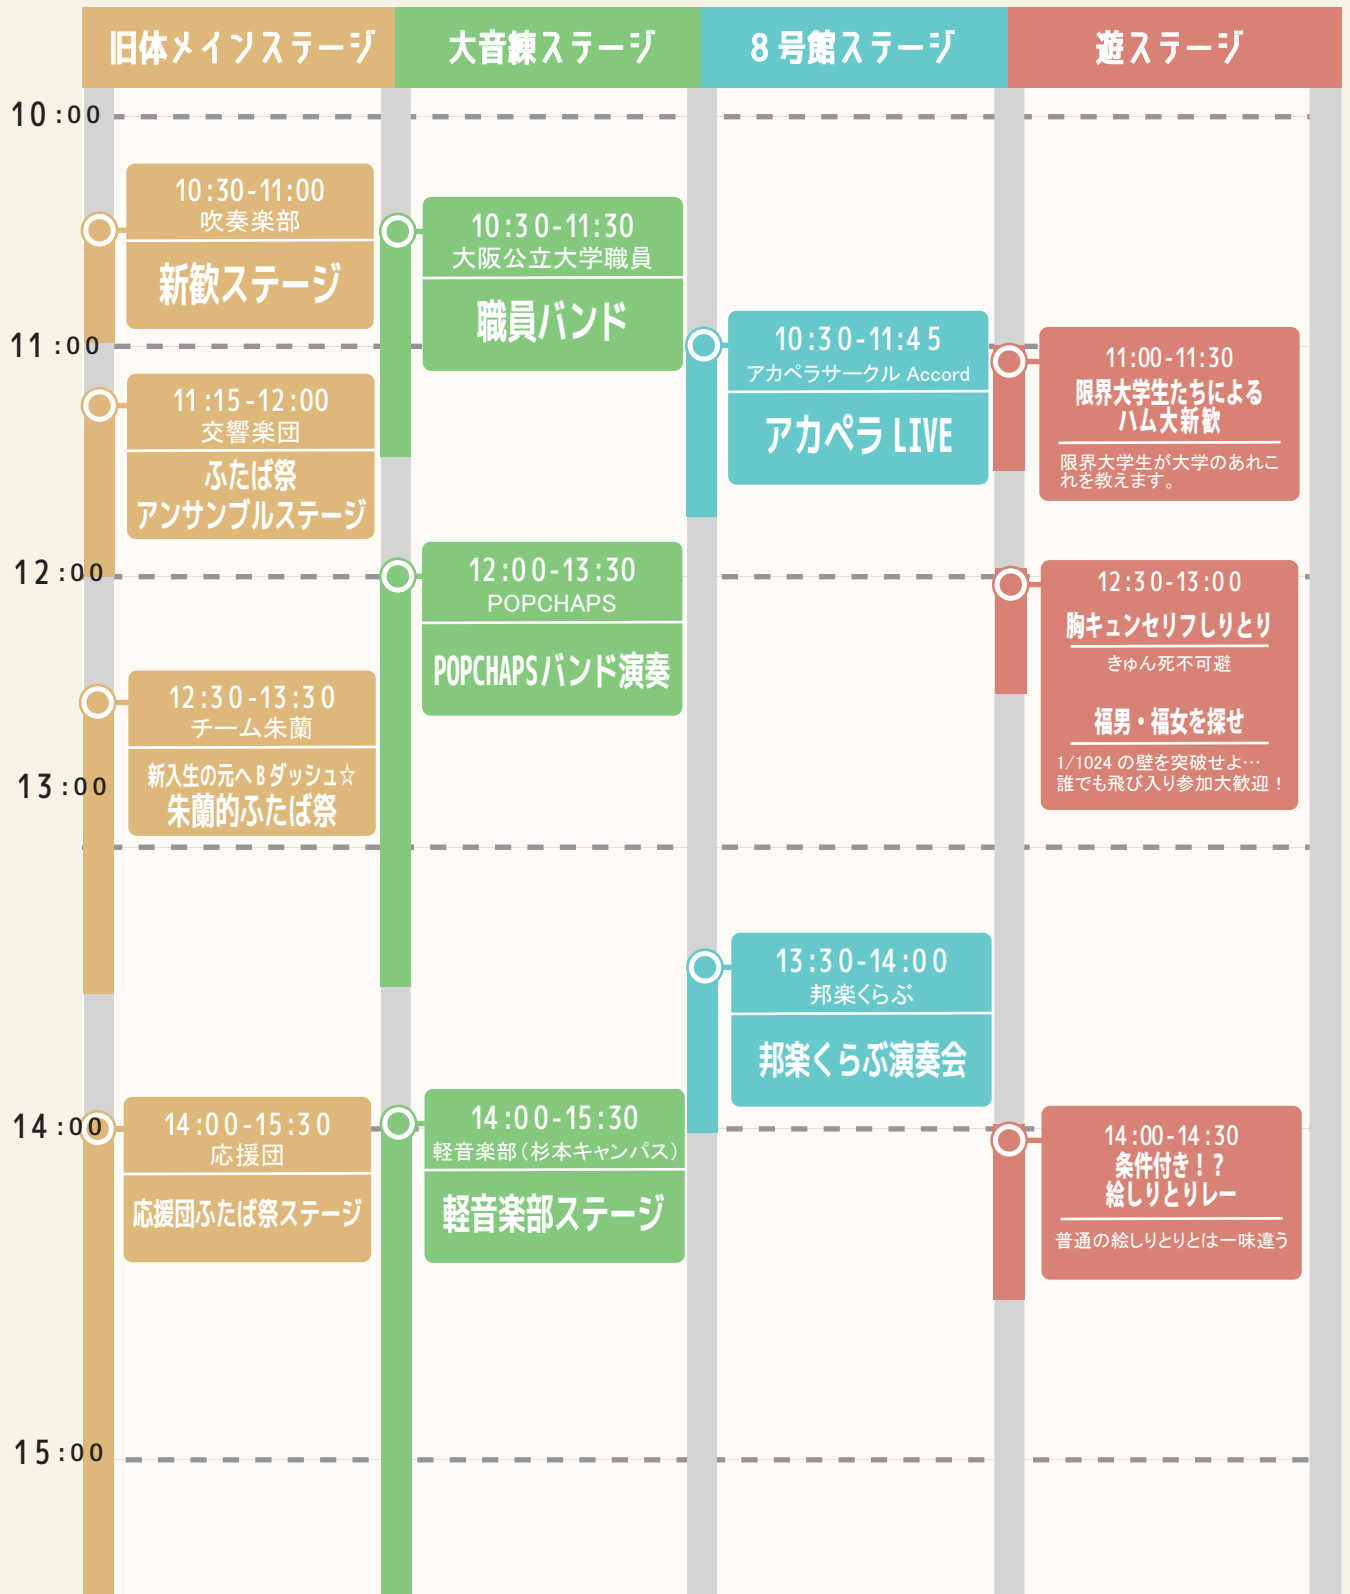 旧体メインステージ
大音練ステージ
8号館ステージ
遊ステージ
10:00
11:00
12:00
13:00
14:00
15:00
10:30-11:00
吹奏楽部
新歓ステージ
11:15-12:00
交響楽団
ふたば祭
アンサンブルステージ
12:30-13:30
チーム朱蘭
新入生の元へBダッシュ☆
朱蘭的ふたば祭
14:00-15:30
応援団
応援団ふたば祭ステージ
10:30-11:30
大阪公立大学職員
職員バンド
12:00-13:30
POPCHAPS
POPCHAPSバンド演奏
14:00-15:30
軽音楽部(杉本キャンパス)
軽音楽部ステージ
10:30-11:45
アカペラサークル Accord
アカペラ LIVE
13:30-14:00
邦楽くらぶ
邦楽くらぶ演奏会
11:00-11:30
限界大学生たちによる
ハム大新歓
限界大学生が大学のあれこ
れを教えます。
12:30-13:00
胸キュンセリフしりとり
きゅん死不可避
福男・福女を探せ
1/1024 の壁を突破せよ…
誰でも飛び入り参加大歓迎!
14:00-14:30
条件付き!?
絵しりとりレー
普通の絵しりとりとは一味違う